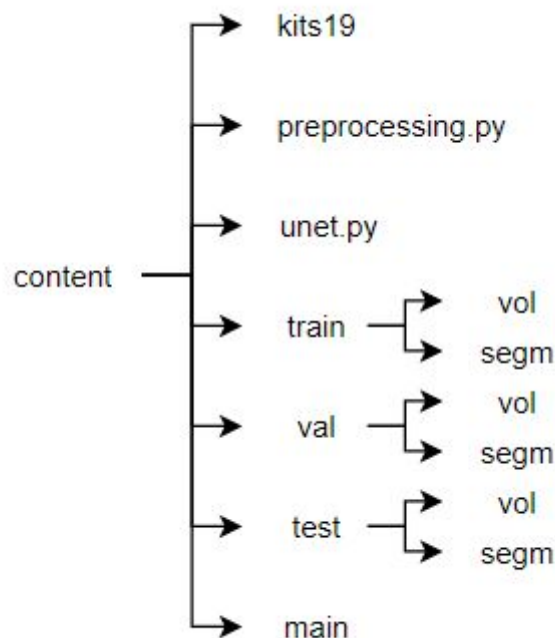 kits19
preprocessing.py
unet.py
content
train
vol
segm
val
vol
segm
test
vol
segm
main